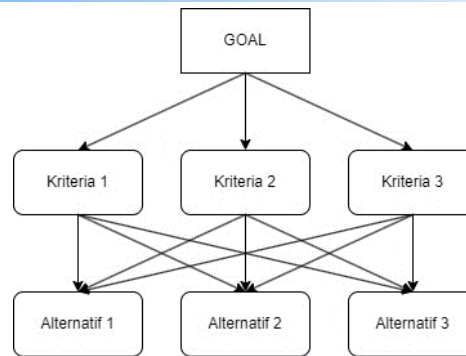 GOAL
Kriteria 1
Kriteria 2
Kriteria 3
Alternatif 1
Alternatif 2
Alternatif 3